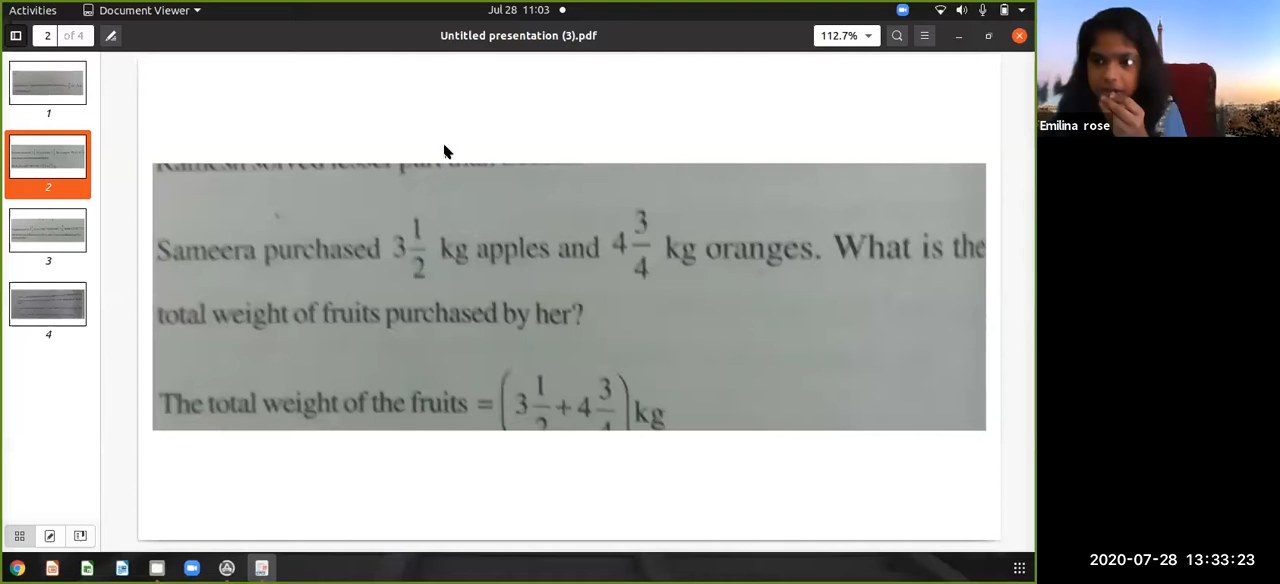 Activities Document Viewer Jul 28 11:03
2 of 4 Untitled presentation (3).pdf 112.7%
Emilina rose
1
2
3
4
Sameera purchased 3 1/2 kg apples and 4 3/4 kg oranges. What is the
total weight of fruits purchased by her?
The total weight of the fruits = (3 1/2 + 4 3/4) kg
2020-07-28 13:33:23